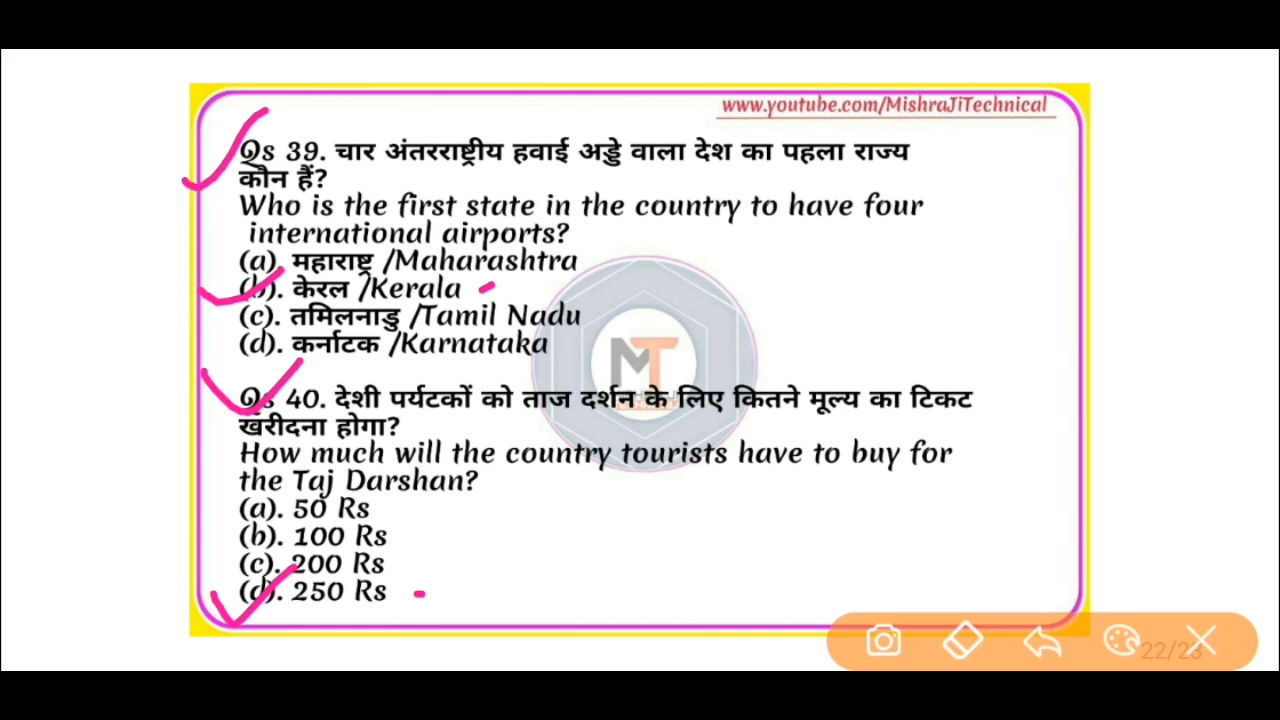 www.youtube.com/MishraJiTechnical
Qs 39. चार अंतरराष्ट्रीय हवाई अड्डे वाला देश का पहला राज्य
कौन हैं?
Who is the first state in the country to have four
international airports?
(a). महाराष्ट्र /Maharashtra
(b). केरल /Kerala
(c). तमिलनाडु /Tamil Nadu
(d). कर्नाटक /Karnataka
Qs 40. देशी पर्यटकों को ताज दर्शन के लिए कितने मूल्य का टिकट
खरीदना होगा?
How much will the country tourists have to buy for
the Taj Darshan?
(a). 50 Rs
(b). 100 Rs
(c). 200 Rs
(d). 250 Rs
22/23